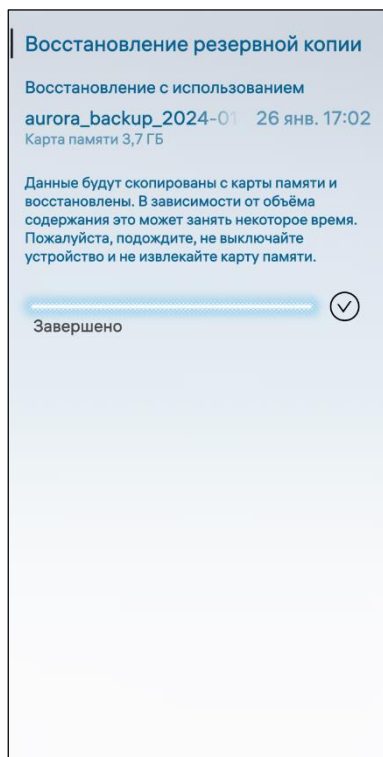 Восстановление резервной копии
Восстановление с использованием
aurora_backup_2024-01 26 янв. 17:02
Карта памяти 3,7 ГБ
Данные будут скопированы с карты памяти и
восстановлены. В зависимости от объёма
содержания это может занять некоторое время.
Пожалуйста, подождите, не выключайте
устройство и не извлекайте карту памяти.
Завершено